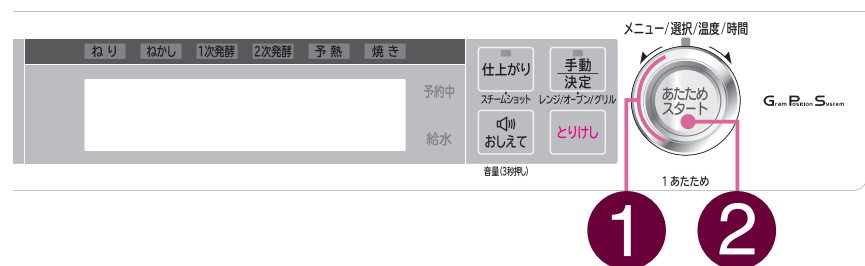 メニュー/選択/温度/時間
ねり ねかし 1次発酵 2次発酵 予熱 焼き
仕上がり
手動
決定
スチームショット
レンジ/オーブン/グリル
予約中
給水
おしえて
とりけし
音量(3秒押し)
あたため
スタート
Gram Position System
1 あたため
1
2